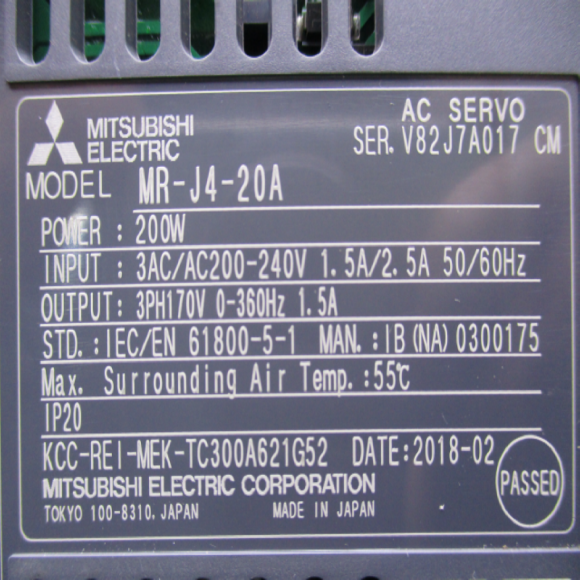 MITSUBISHI
ELECTRIC
AC SERVO
SER. V82J7A017 CM
MODEL MR-J4-20A
POWER : 200W
INPUT : 3AC/AC200-240V 1.5A/2.5A 50/60Hz
OUTPUT: 3PH170V 0-360Hz 1.5A
STD.: IEC/EN 61800-5-1 MAN.: IB(NA)0300175
Max. Surrounding Air Temp.:55℃
IP20
KCC-REI-MEK-TC300A621G52 DATE:2018-02
MITSUBISHI ELECTRIC CORPORATION
TOKYO 100-8310, JAPAN MADE IN JAPAN
PASSED